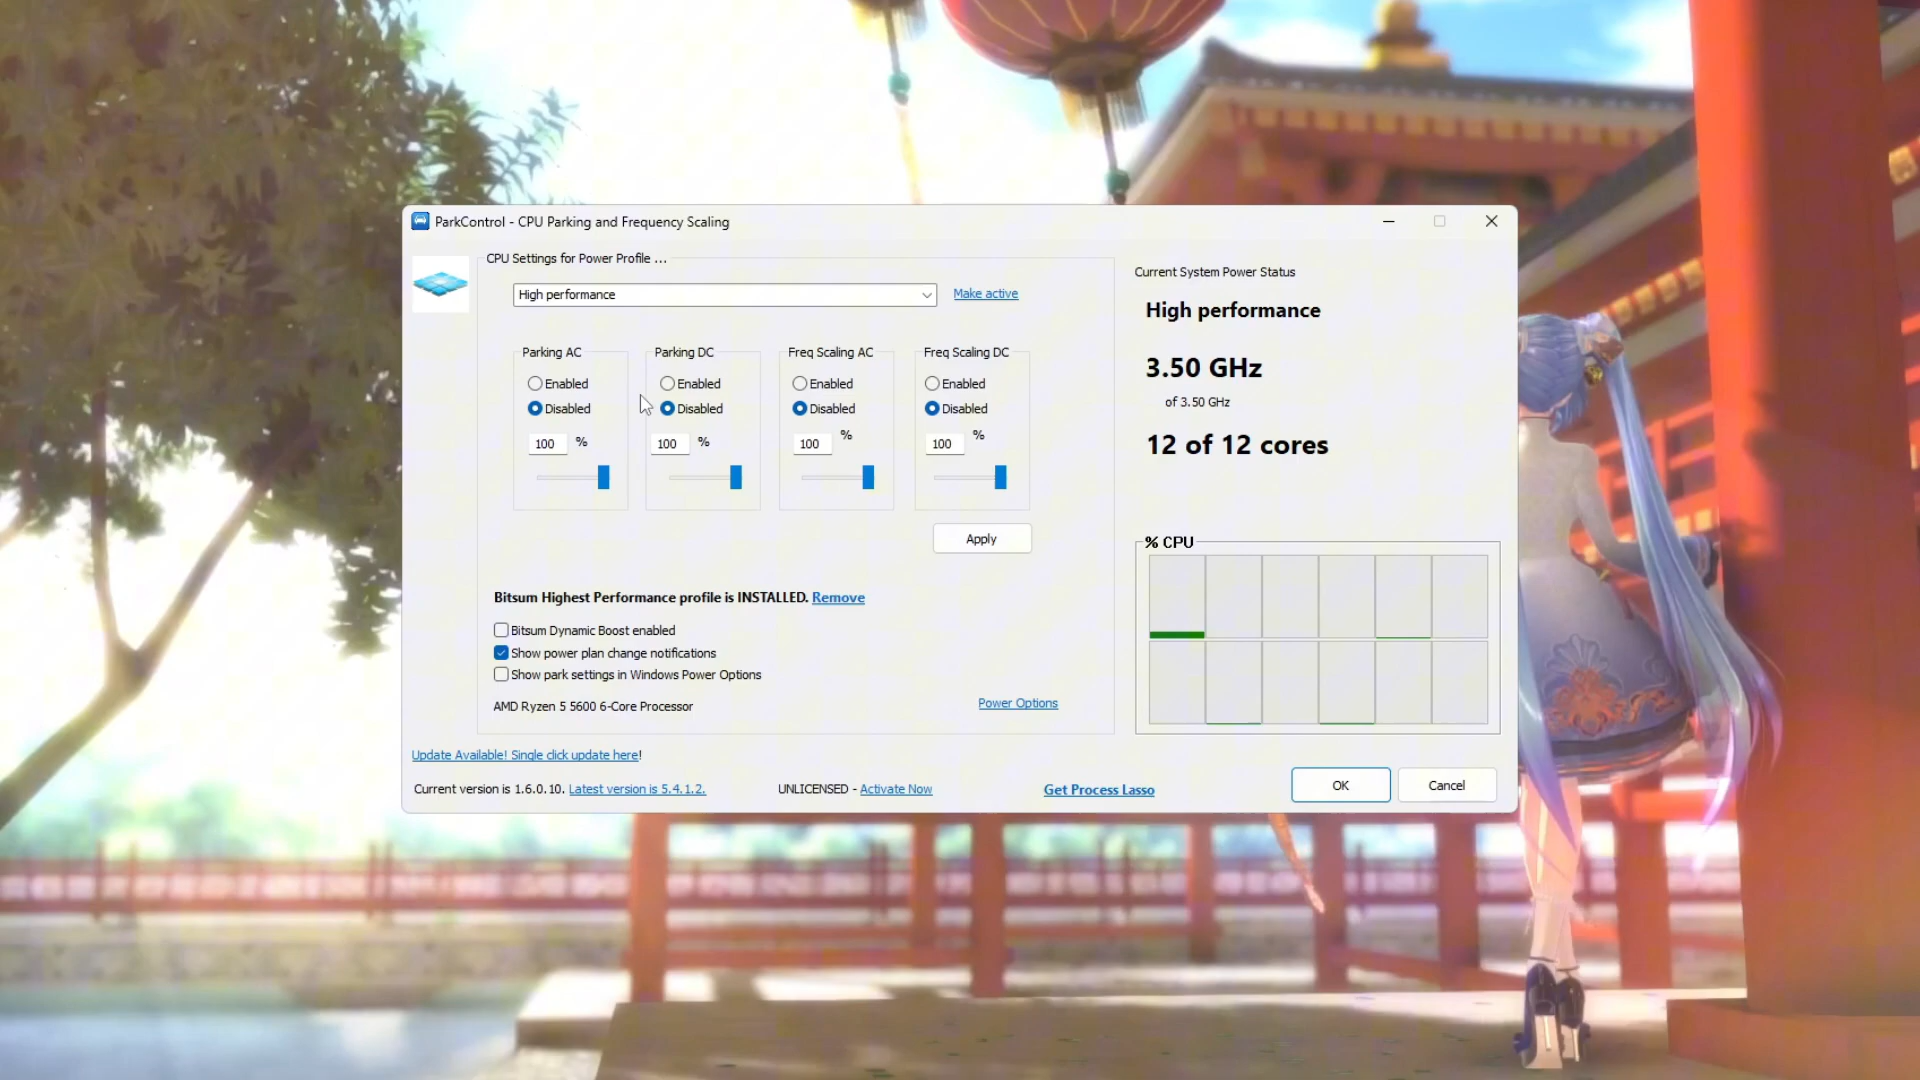 ParkControl - CPU Parking and Frequency Scaling
CPU Settings for Power Profile ...
High performance
Make active
Parking AC
Enabled
Disabled
100 %
Parking DC
Enabled
Disabled
100 %
Freq Scaling AC
Enabled
Disabled
100 %
Freq Scaling DC
Enabled
Disabled
100 %
Apply
Bitsum Highest Performance profile is INSTALLED. Remove
Bitsum Dynamic Boost enabled
Show power plan change notifications
Show park settings in Windows Power Options
AMD Ryzen 5 5600 6-Core Processor
Power Options
Current System Power Status
High performance
3.50 GHz
of 3.50 GHz
12 of 12 cores
% CPU
Update Available! Single click update here!
Current version is 1.6.0.10. Latest version is 5.4.1.2.
UNLICENSED - Activate Now
Get Process Lasso
OK
Cancel